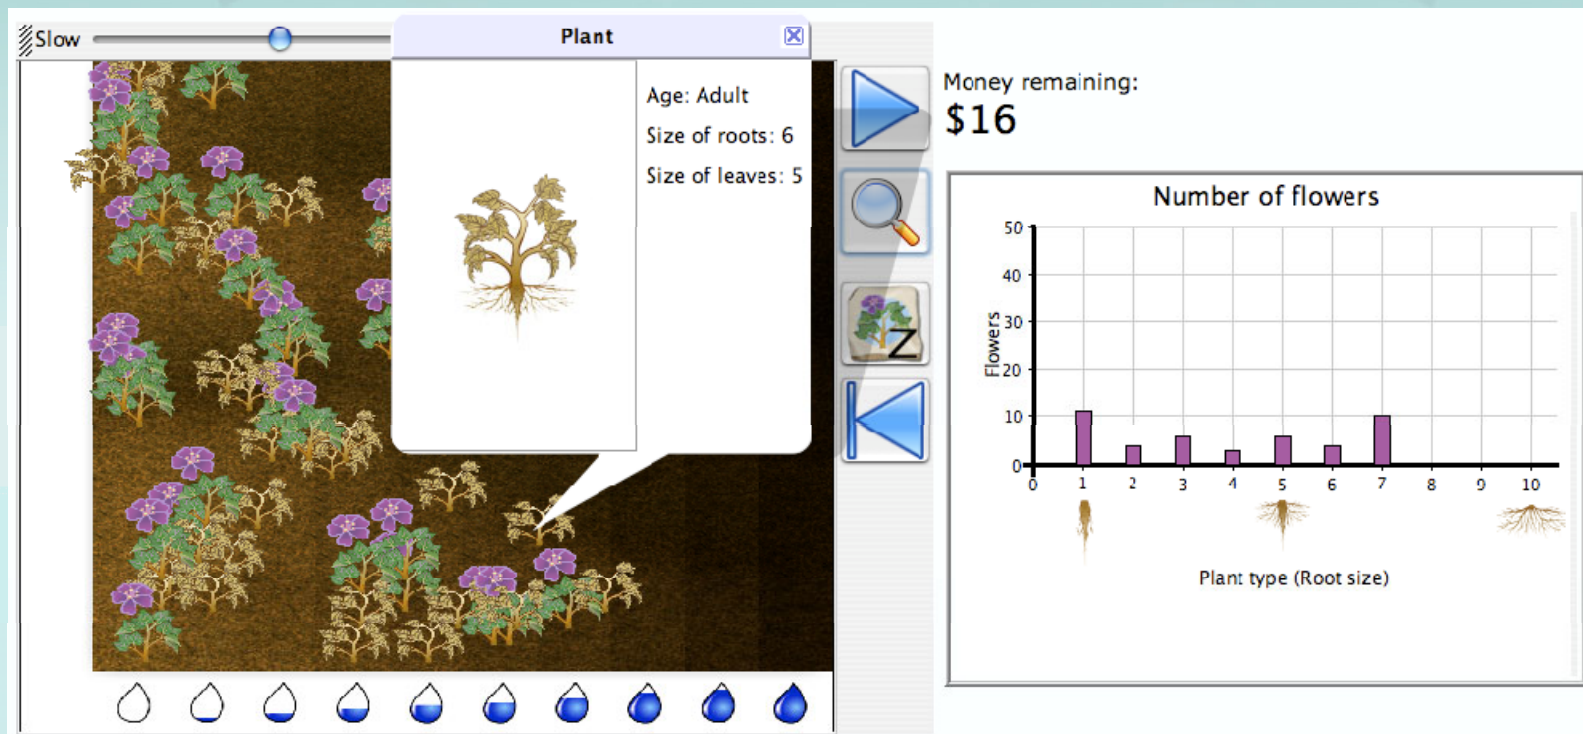 Slow
Plant
Age: Adult
Size of roots: 6
Size of leaves: 5
Z
Money remaining:
$16
Number of flowers
Flowers
50
40
30
20
10
0
0 1 2 3 4 5 6 7 8 9 10
Plant type (Root size)